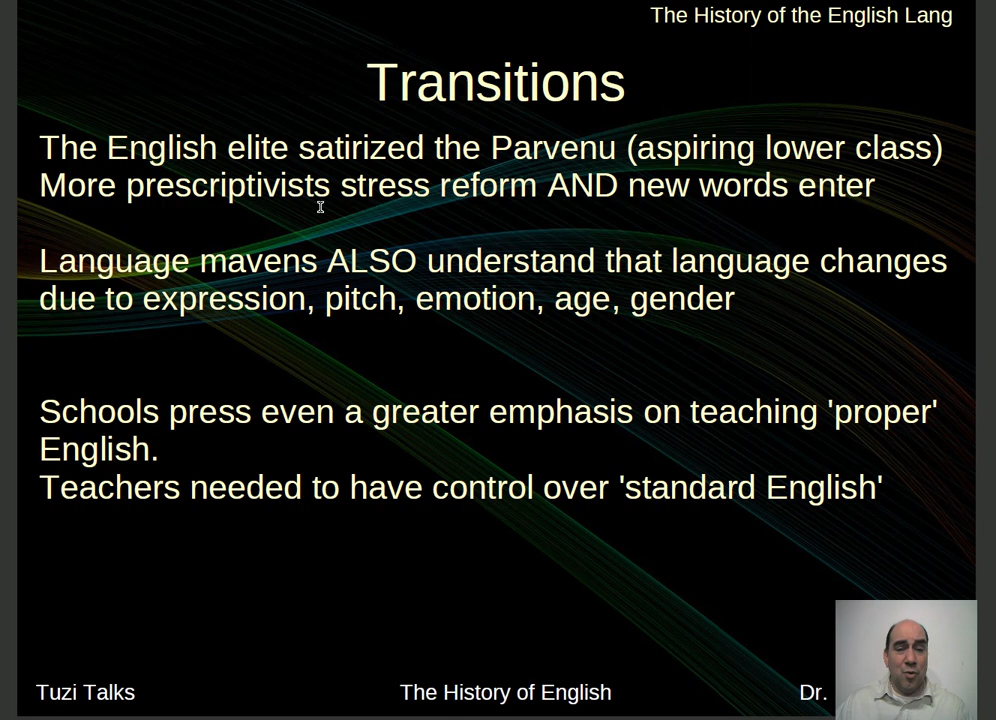 The History of the English Lang
Transitions
The English elite satirized the Parvenu (aspiring lower class)
More prescriptivists stress reform AND new words enter
Language mavens ALSO understand that language changes
due to expression, pitch, emotion, age, gender
Schools press even a greater emphasis on teaching 'proper'
English.
Teachers needed to have control over 'standard English'
Tuzi Talks
The History of English
Dr.